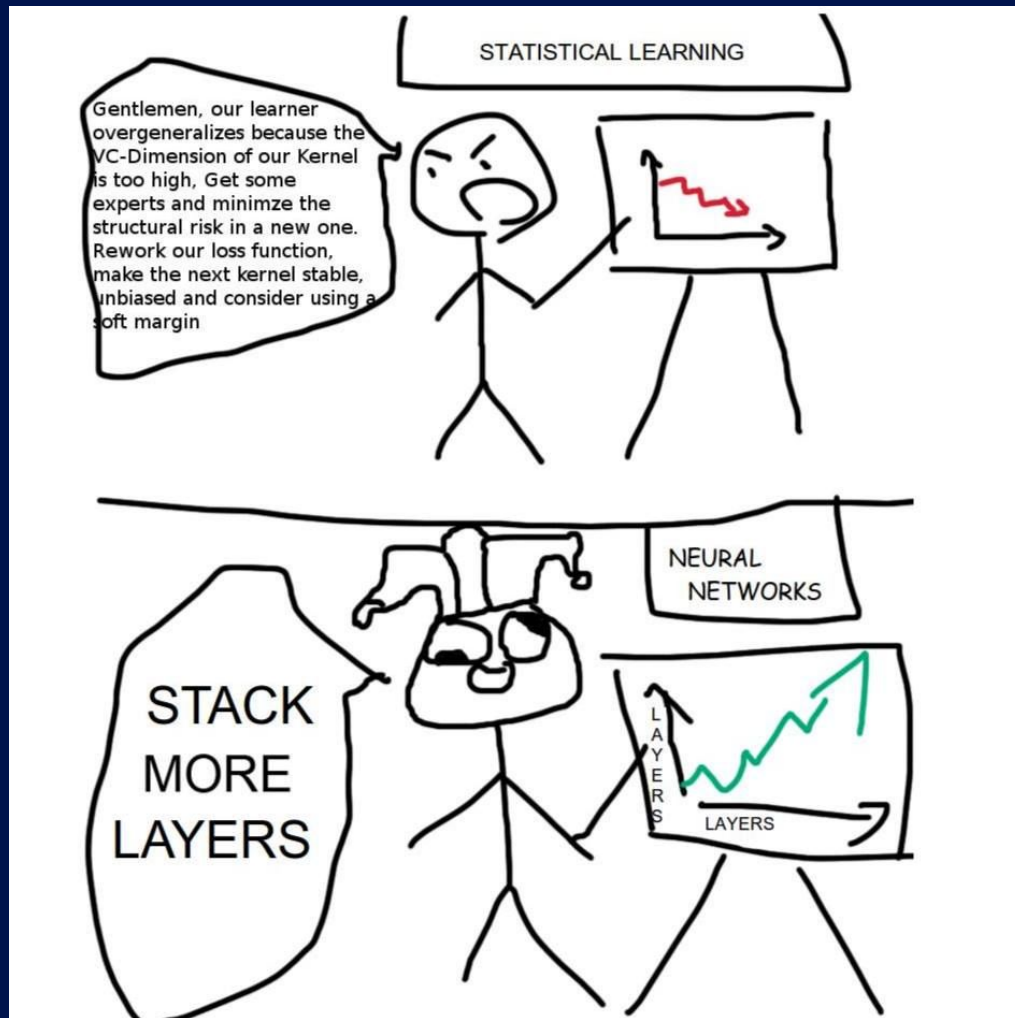 STATISTICAL LEARNING
Gentlemen, our learner
overgeneralizes because the
VC-Dimension of our Kernel
is too high, Get some
experts and minimze the
structural risk in a new one.
Rework our loss function,
make the next kernel stable,
unbiased and consider using a
soft margin
NEURAL
NETWORKS
STACK
MORE
LAYERS
LAYERS
LAYERS